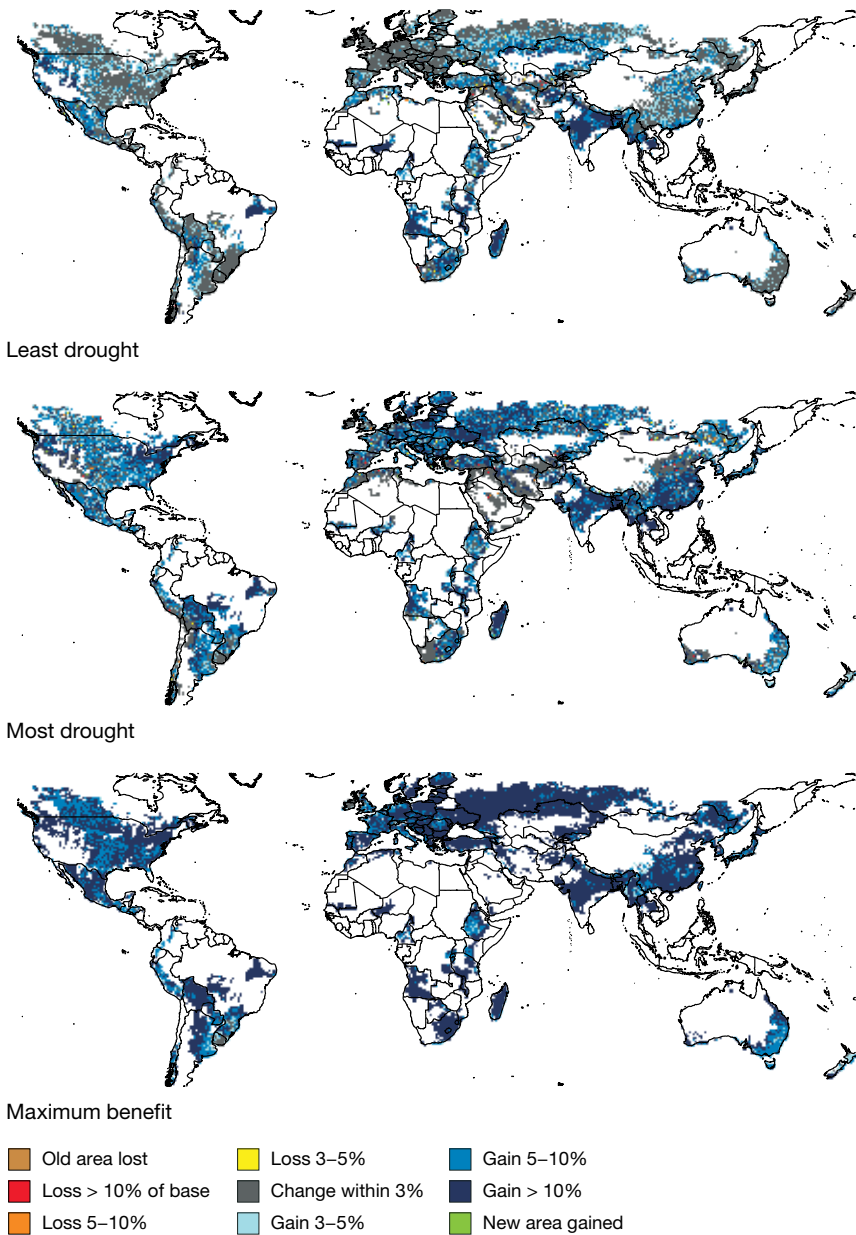 Least drought
Most drought
Maximum benefit
Old area lost
Loss > 10% of base
Loss 5–10%
Loss 3–5%
Change within 3%
Gain 3–5%
Gain 5–10%
Gain > 10%
New area gained